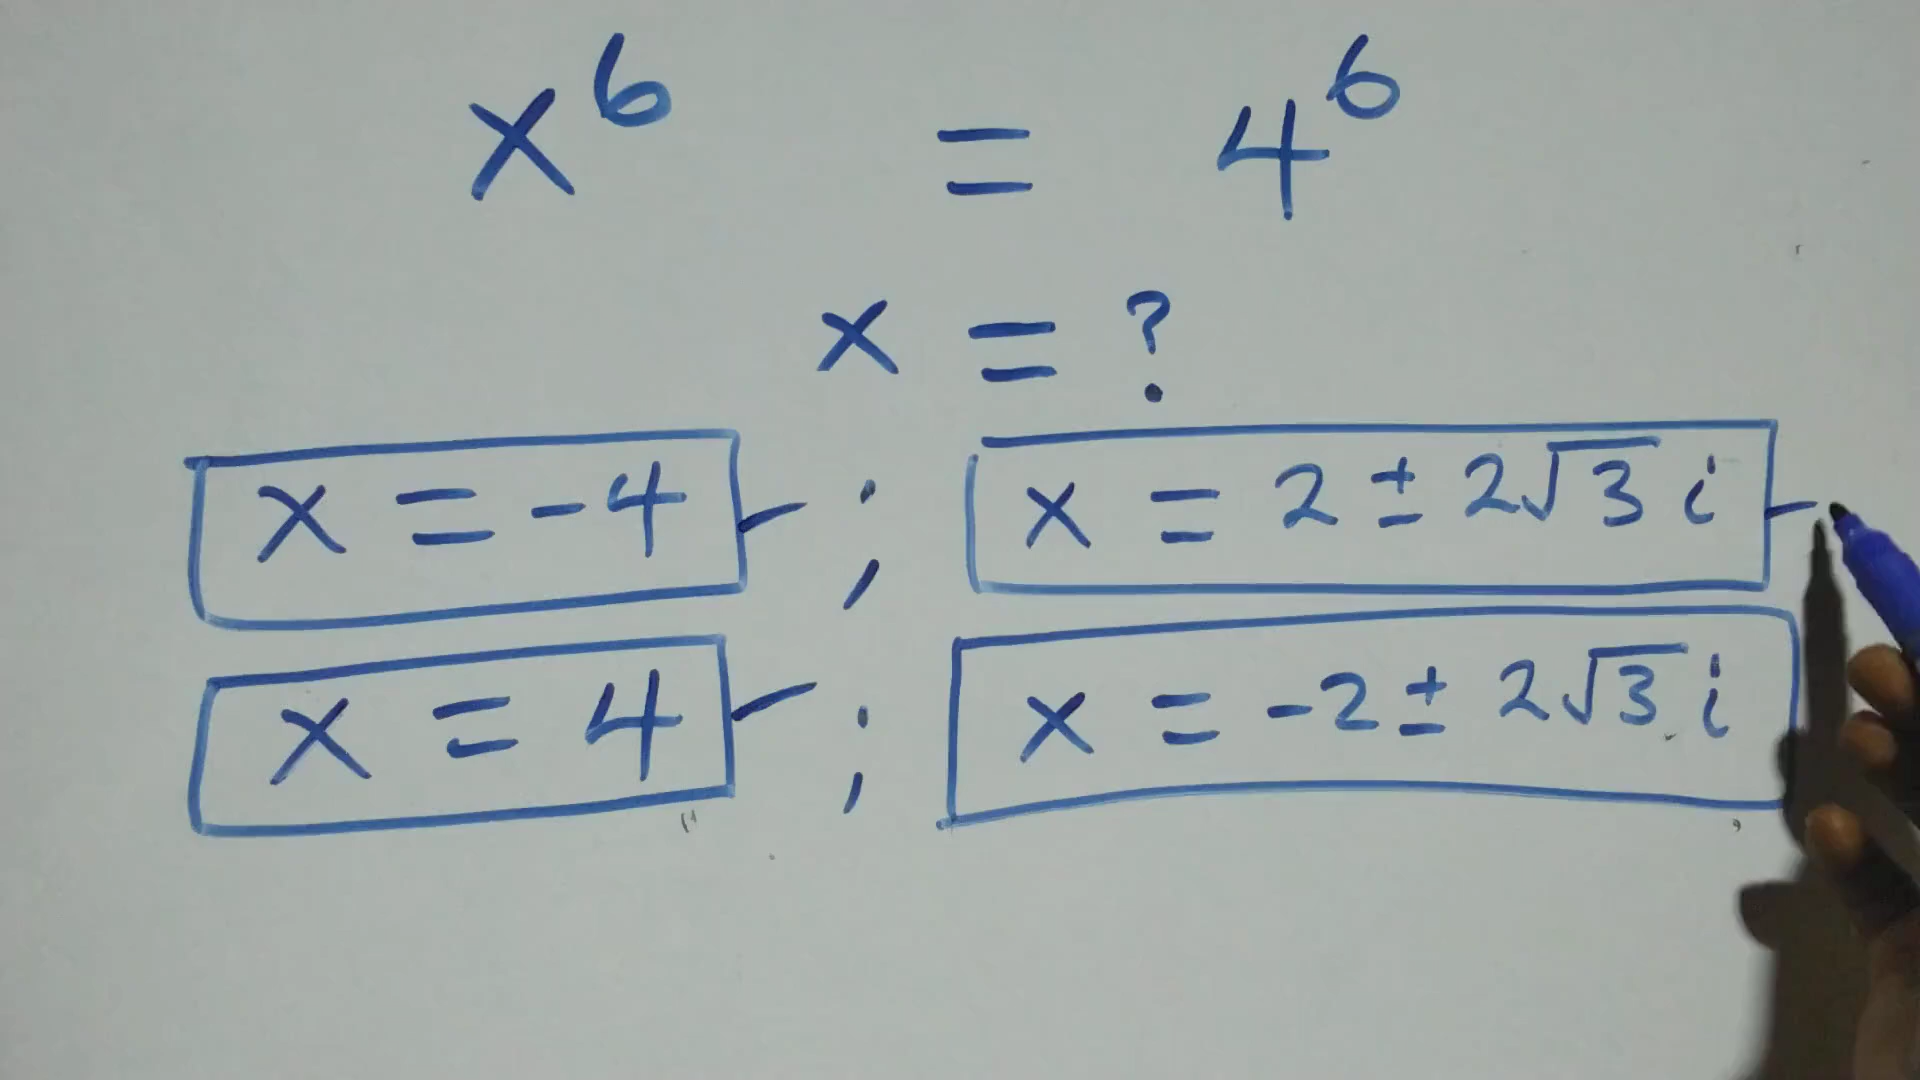 x⁶ = 4⁶
x = ?
x = -4 ; x = 2 ± 2√3 i
x = 4 ; x = -2 ± 2√3 i